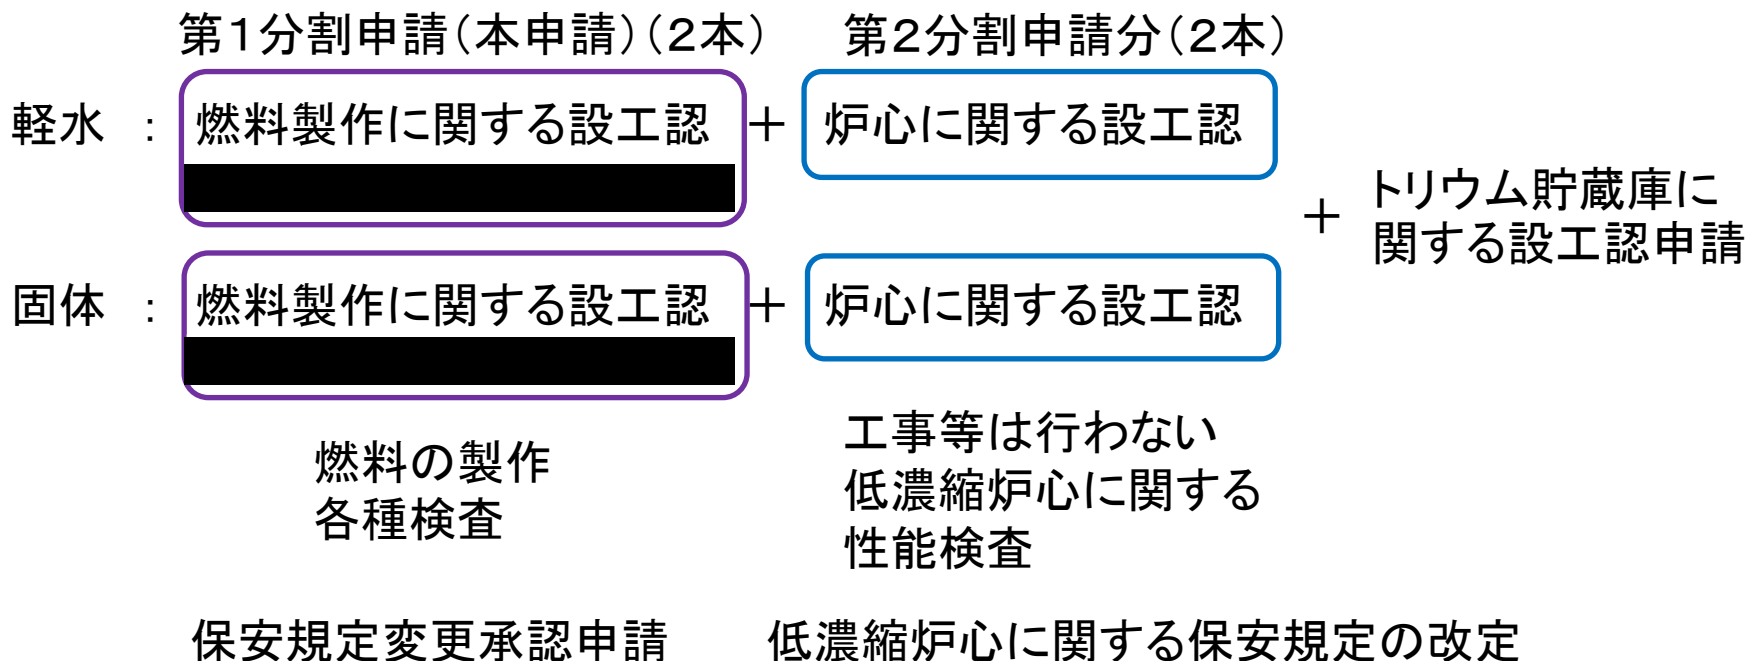 第1分割申請(本申請)(2本) 第2分割申請分(2本)
軽水 : 燃料製作に関する設工認 + 炉心に関する設工認
+ トリウム貯蔵庫に
関する設工認申請
固体 : 燃料製作に関する設工認 + 炉心に関する設工認
燃料の製作
各種検査
工事等は行わない
低濃縮炉心に関する
性能検査
保安規定変更承認申請 低濃縮炉心に関する保安規定の改定